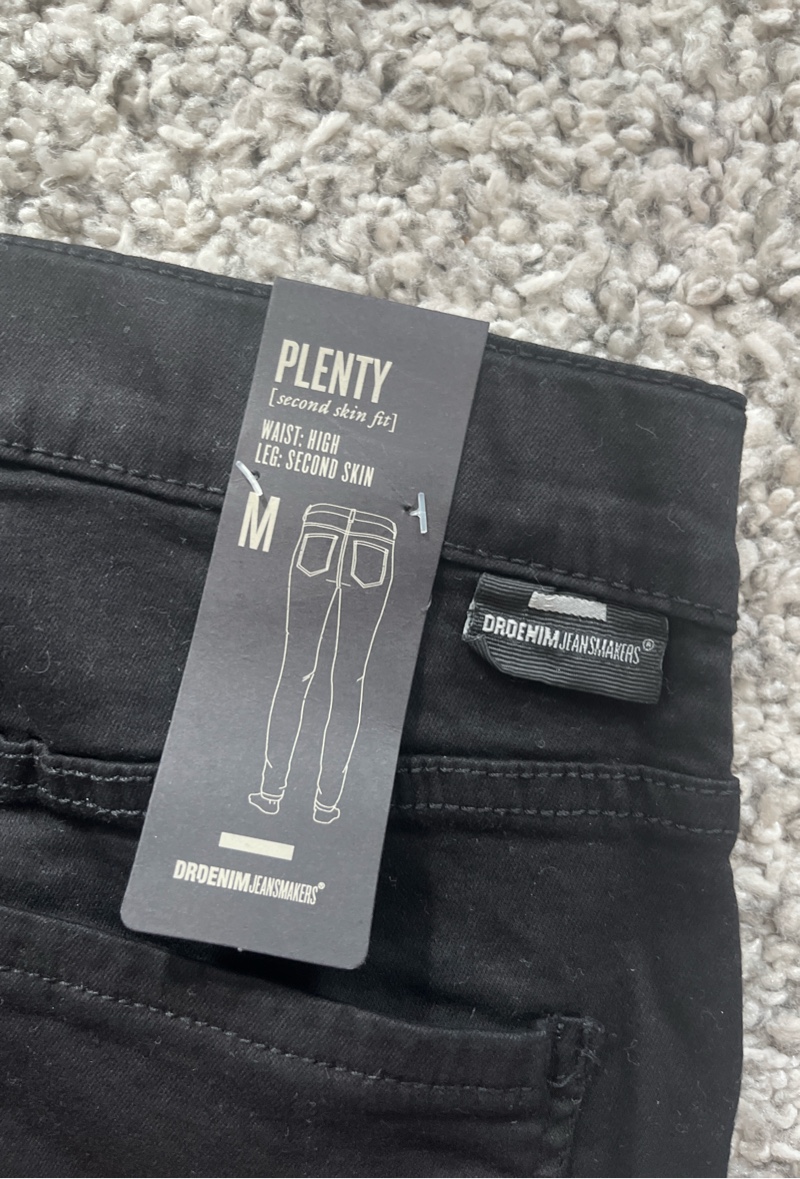 PLENTY
[second skin fit]
WAIST: HIGH
LEG: SECOND SKIN
M
DRDENIMJEANSMAKERS®
DRDENIMJEANSMAKERS®